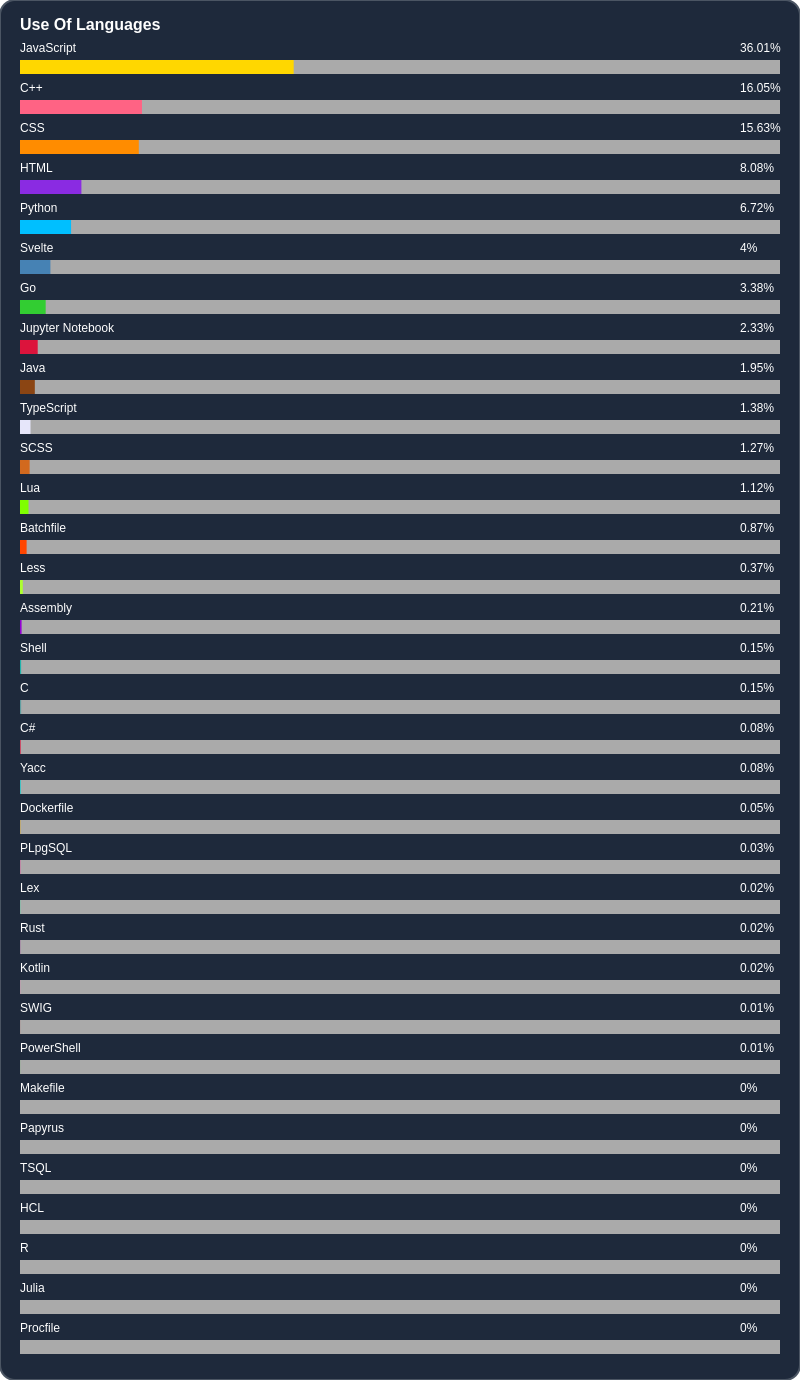 Use Of Languages
JavaScript 36.01%
C++ 16.05%
CSS 15.63%
HTML 8.08%
Python 6.72%
Svelte 4%
Go 3.38%
Jupyter Notebook 2.33%
Java 1.95%
TypeScript 1.38%
SCSS 1.27%
Lua 1.12%
Batchfile 0.87%
Less 0.37%
Assembly 0.21%
Shell 0.15%
C 0.15%
C# 0.08%
Yacc 0.08%
Dockerfile 0.05%
PLpgSQL 0.03%
Lex 0.02%
Rust 0.02%
Kotlin 0.02%
SWIG 0.01%
PowerShell 0.01%
Makefile 0%
Papyrus 0%
TSQL 0%
HCL 0%
R 0%
Julia 0%
Procfile 0%